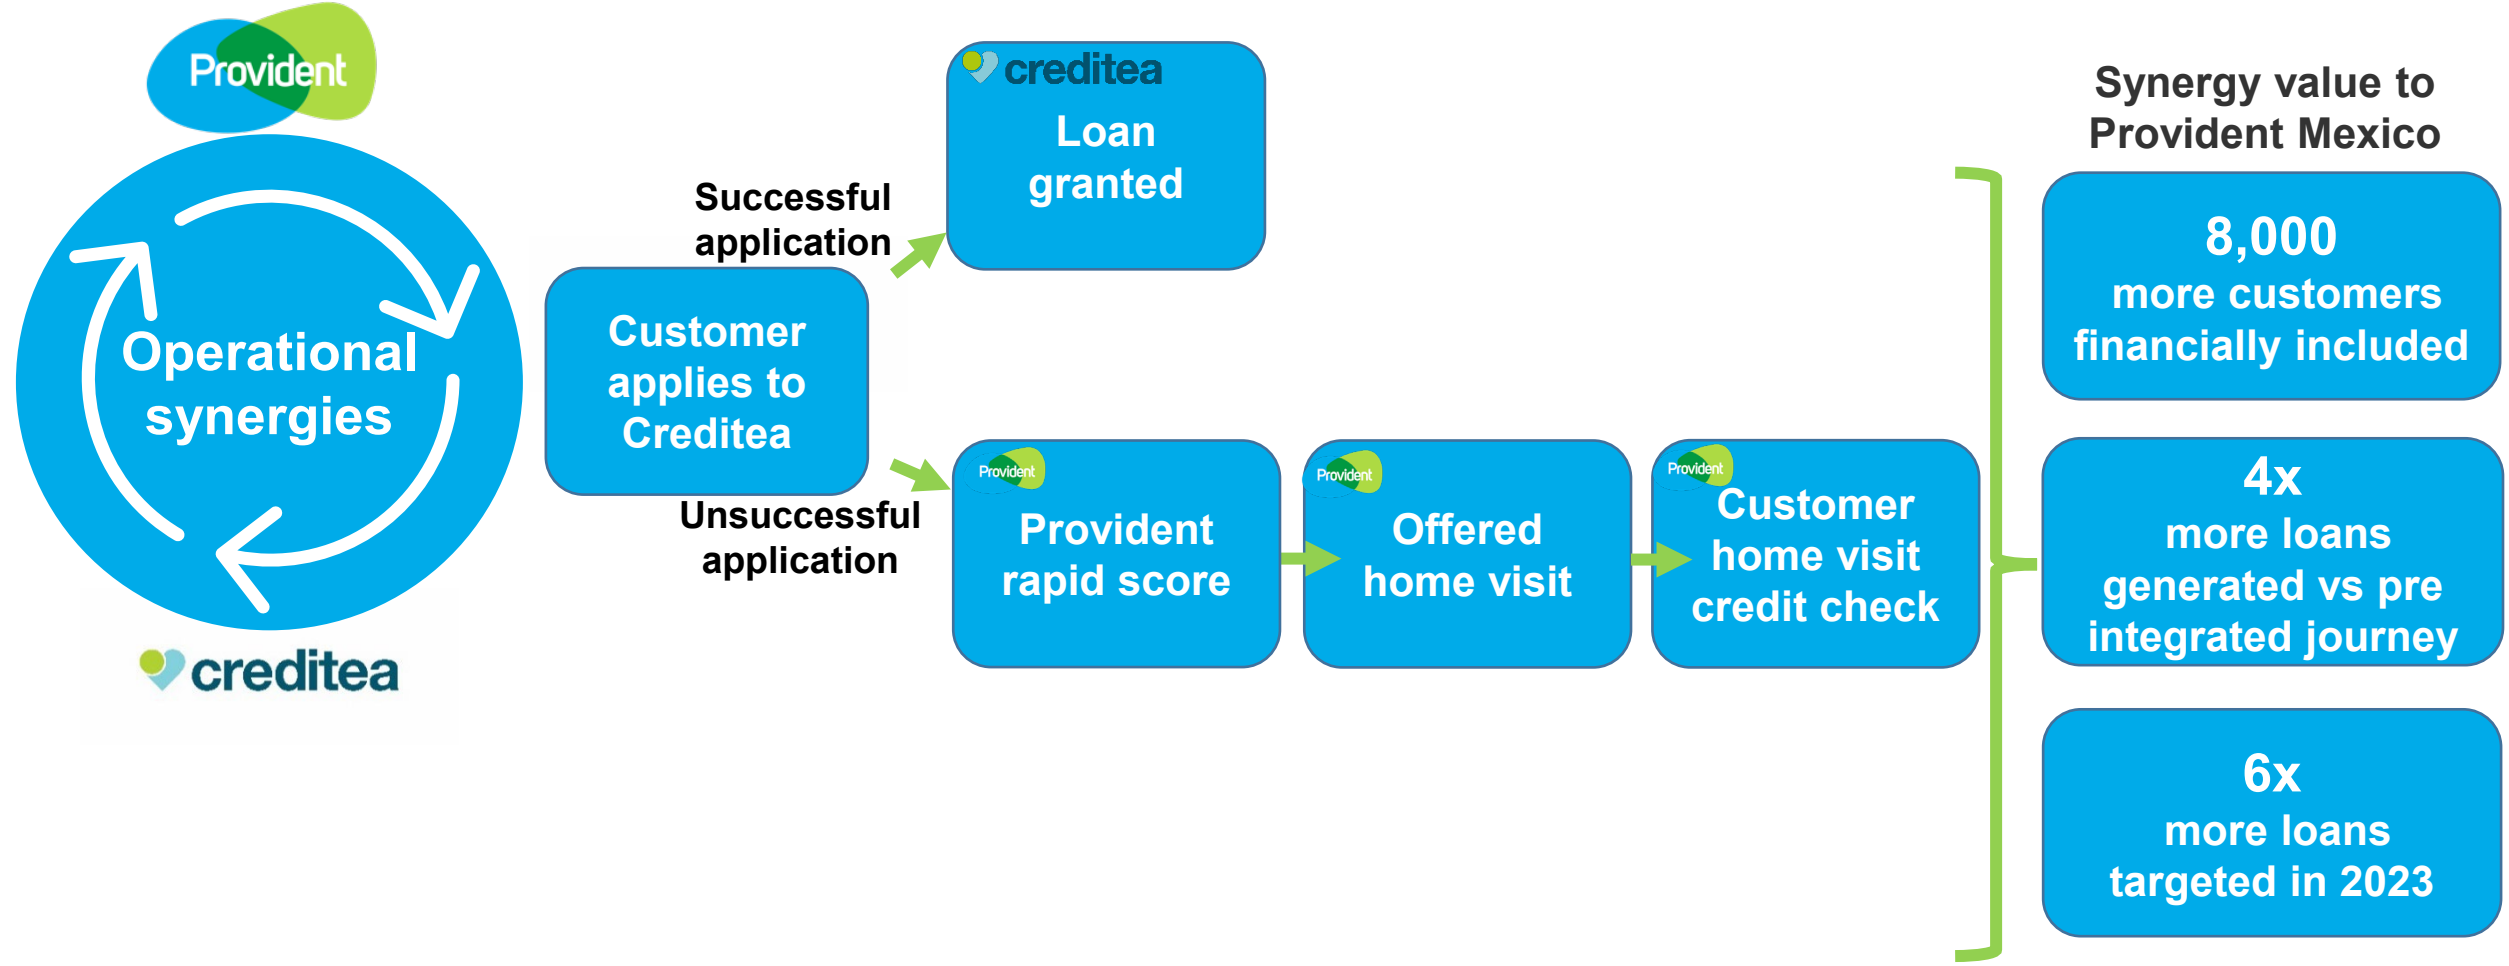 Provident
Operational
synergies
creditea
Customer
applies to
Creditea
Successful
application
creditea
Loan
granted
Unsuccessful
application
Provident
Provident
rapid score
Provident
Offered
home visit
Provident
Customer
home visit
credit check
Synergy value to
Provident Mexico
8,000
more customers
financially included
4x
more loans
generated vs pre
integrated journey
6x
more loans
targeted in 2023